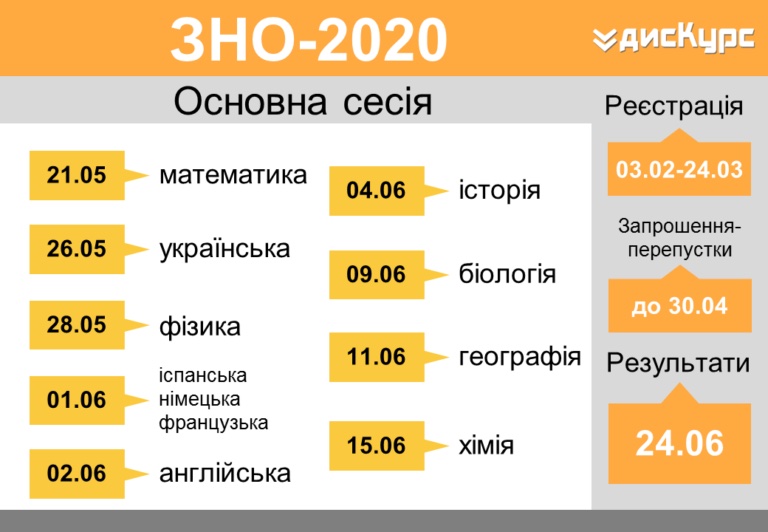 ЗНО-2020
дисКурс
Основна сесія
21.05
математика
26.05
українська
28.05
фізика
01.06
іспанська
німецька
французька
02.06
англійська
04.06
історія
09.06
біологія
11.06
географія
15.06
хімія
Реєстрація
03.02-24.03
Запрошення-
перепустки
до 30.04
Результати
24.06